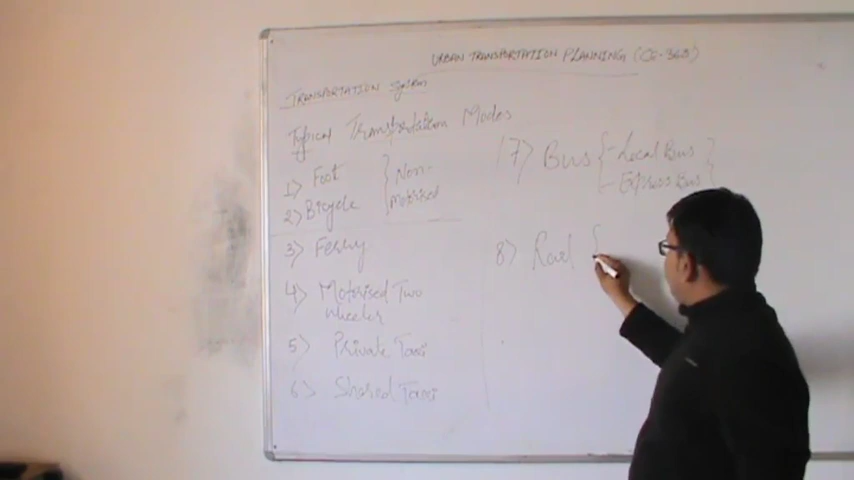 URBAN TRANSPORTATION PLANNING (CE-363)
TRANSPORTATION System
Typical Transportation Modes
1) Foot
2) Bicycle
Non-
Motorised
3) Ferry
4) Motorised Two
wheeler
5) Private Taxi
6) Shared Taxi
7) Bus
- Local Bus
- Express Bus
8) Rail